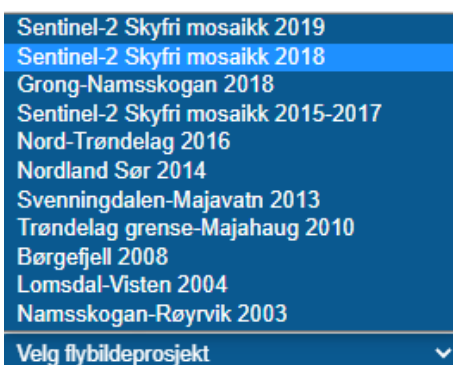 Sentinel-2 Skyfri mosaikk 2019
Sentinel-2 Skyfri mosaikk 2018
Grong-Namsskogan 2018
Sentinel-2 Skyfri mosaikk 2015-2017
Nord-Trøndelag 2016
Nordland Sør 2014
Svenningdalen-Majavatn 2013
Trøndelag grense-Majahaug 2010
Børgefjell 2008
Lomsdal-Visten 2004
Namsskogan-Røyrvik 2003
Velg flybildeprosjekt